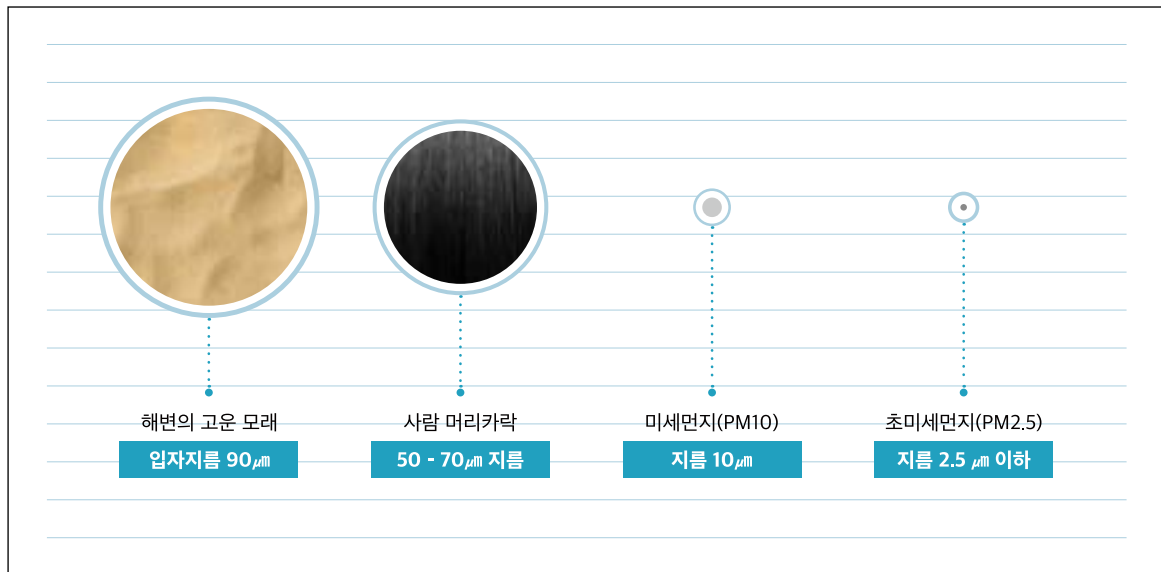 해변의 고운 모래
입자지름 90㎛
사람 머리카락
50 - 70㎛ 지름
미세먼지(PM10)
지름 10㎛
초미세먼지(PM2.5)
지름 2.5 ㎛ 이하